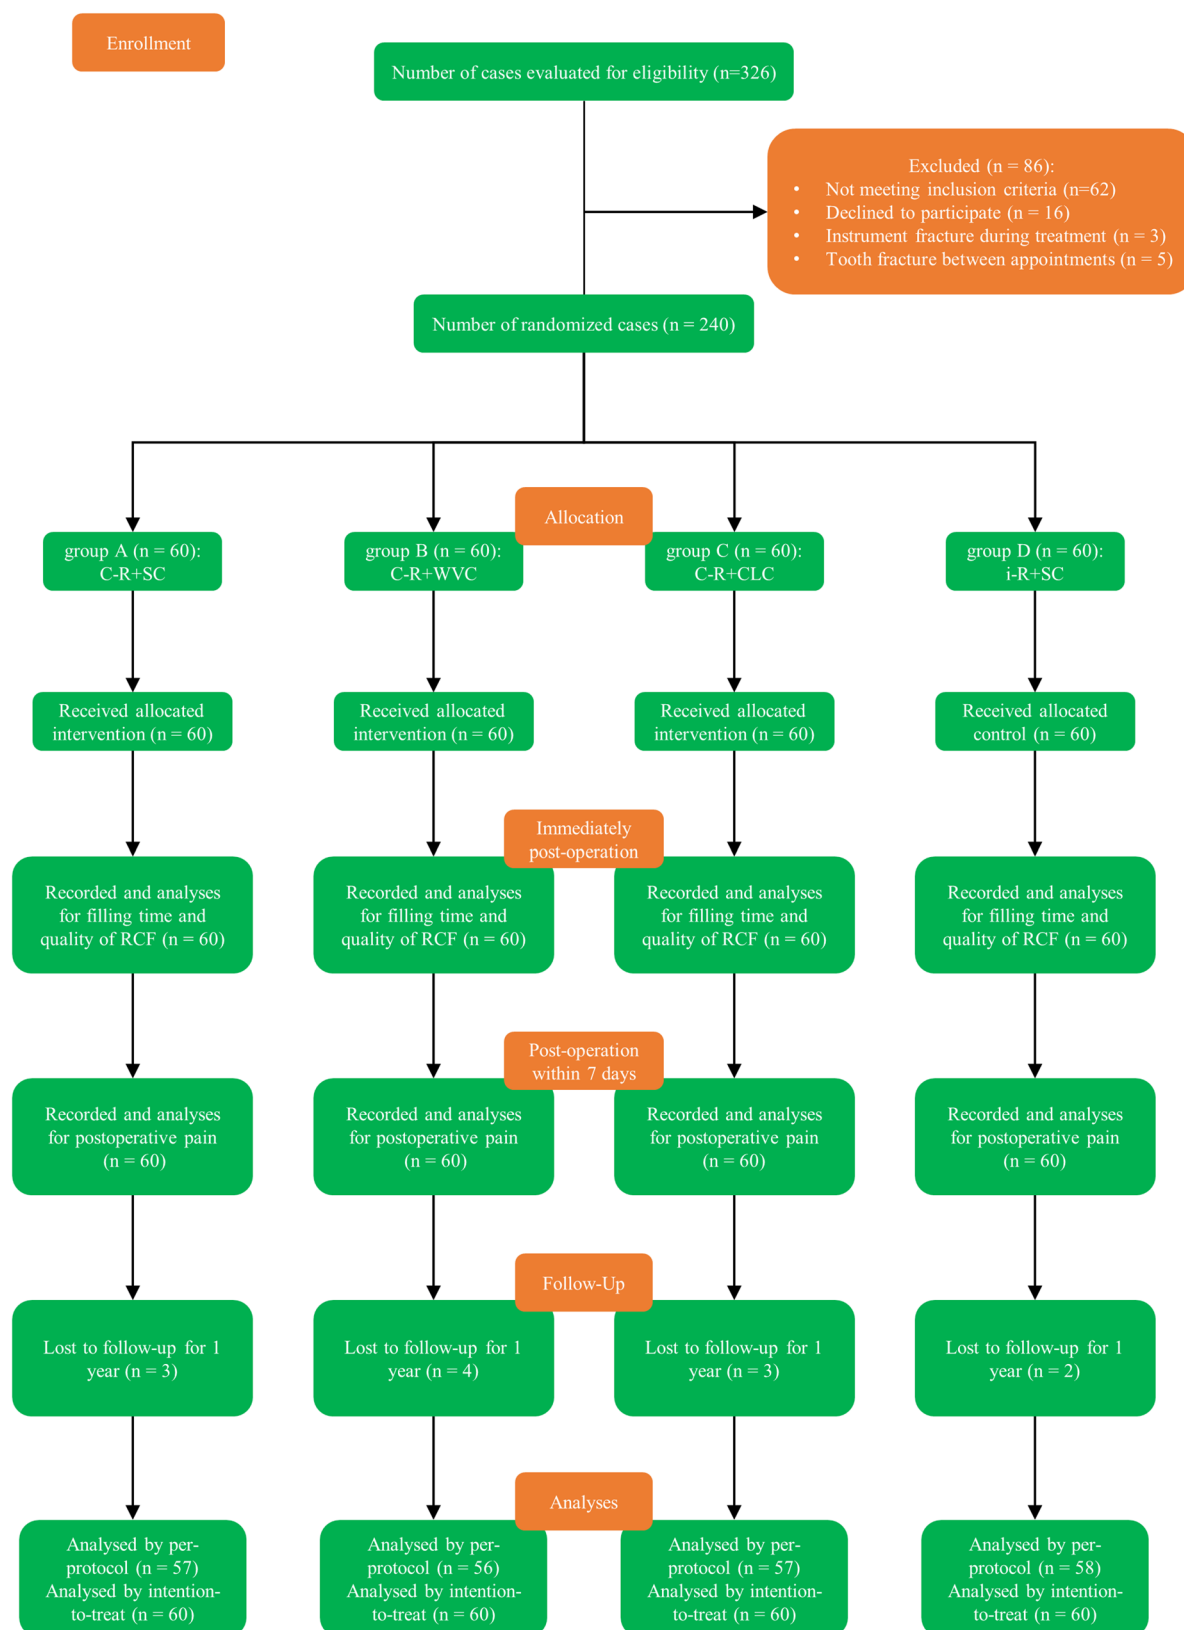 Enrollment
Number of cases evaluated for eligibility (n=326)
Excluded (n = 86):
• Not meeting inclusion criteria (n=62)
• Declined to participate (n = 16)
• Instrument fracture during treatment (n = 3)
• Tooth fracture between appointments (n = 5)
Number of randomized cases (n = 240)
Allocation
group A (n = 60):
C-R+SC
group B (n = 60):
C-R+WVC
group C (n = 60):
C-R+CLC
group D (n = 60):
i-R+SC
Received allocated
intervention (n = 60)
Received allocated
intervention (n = 60)
Received allocated
intervention (n = 60)
Received allocated
control (n = 60)
Immediately
post-operation
Recorded and analyses
for filling time and
quality of RCF (n = 60)
Recorded and analyses
for filling time and
quality of RCF (n = 60)
Recorded and analyses
for filling time and
quality of RCF (n = 60)
Recorded and analyses
for filling time and
quality of RCF (n = 60)
Post-operation
within 7 days
Recorded and analyses
for postoperative pain
(n = 60)
Recorded and analyses
for postoperative pain
(n = 60)
Recorded and analyses
for postoperative pain
(n = 60)
Recorded and analyses
for postoperative pain
(n = 60)
Follow-Up
Lost to follow-up for 1
year (n = 3)
Lost to follow-up for 1
year (n = 4)
Lost to follow-up for 1
year (n = 3)
Lost to follow-up for 1
year (n = 2)
Analyses
Analysed by per-
protocol (n = 57)
Analysed by intention-
to-treat (n = 60)
Analysed by per-
protocol (n = 56)
Analysed by intention-
to-treat (n = 60)
Analysed by per-
protocol (n = 57)
Analysed by intention-
to-treat (n = 60)
Analysed by per-
protocol (n = 58)
Analysed by intention-
to-treat (n = 60)